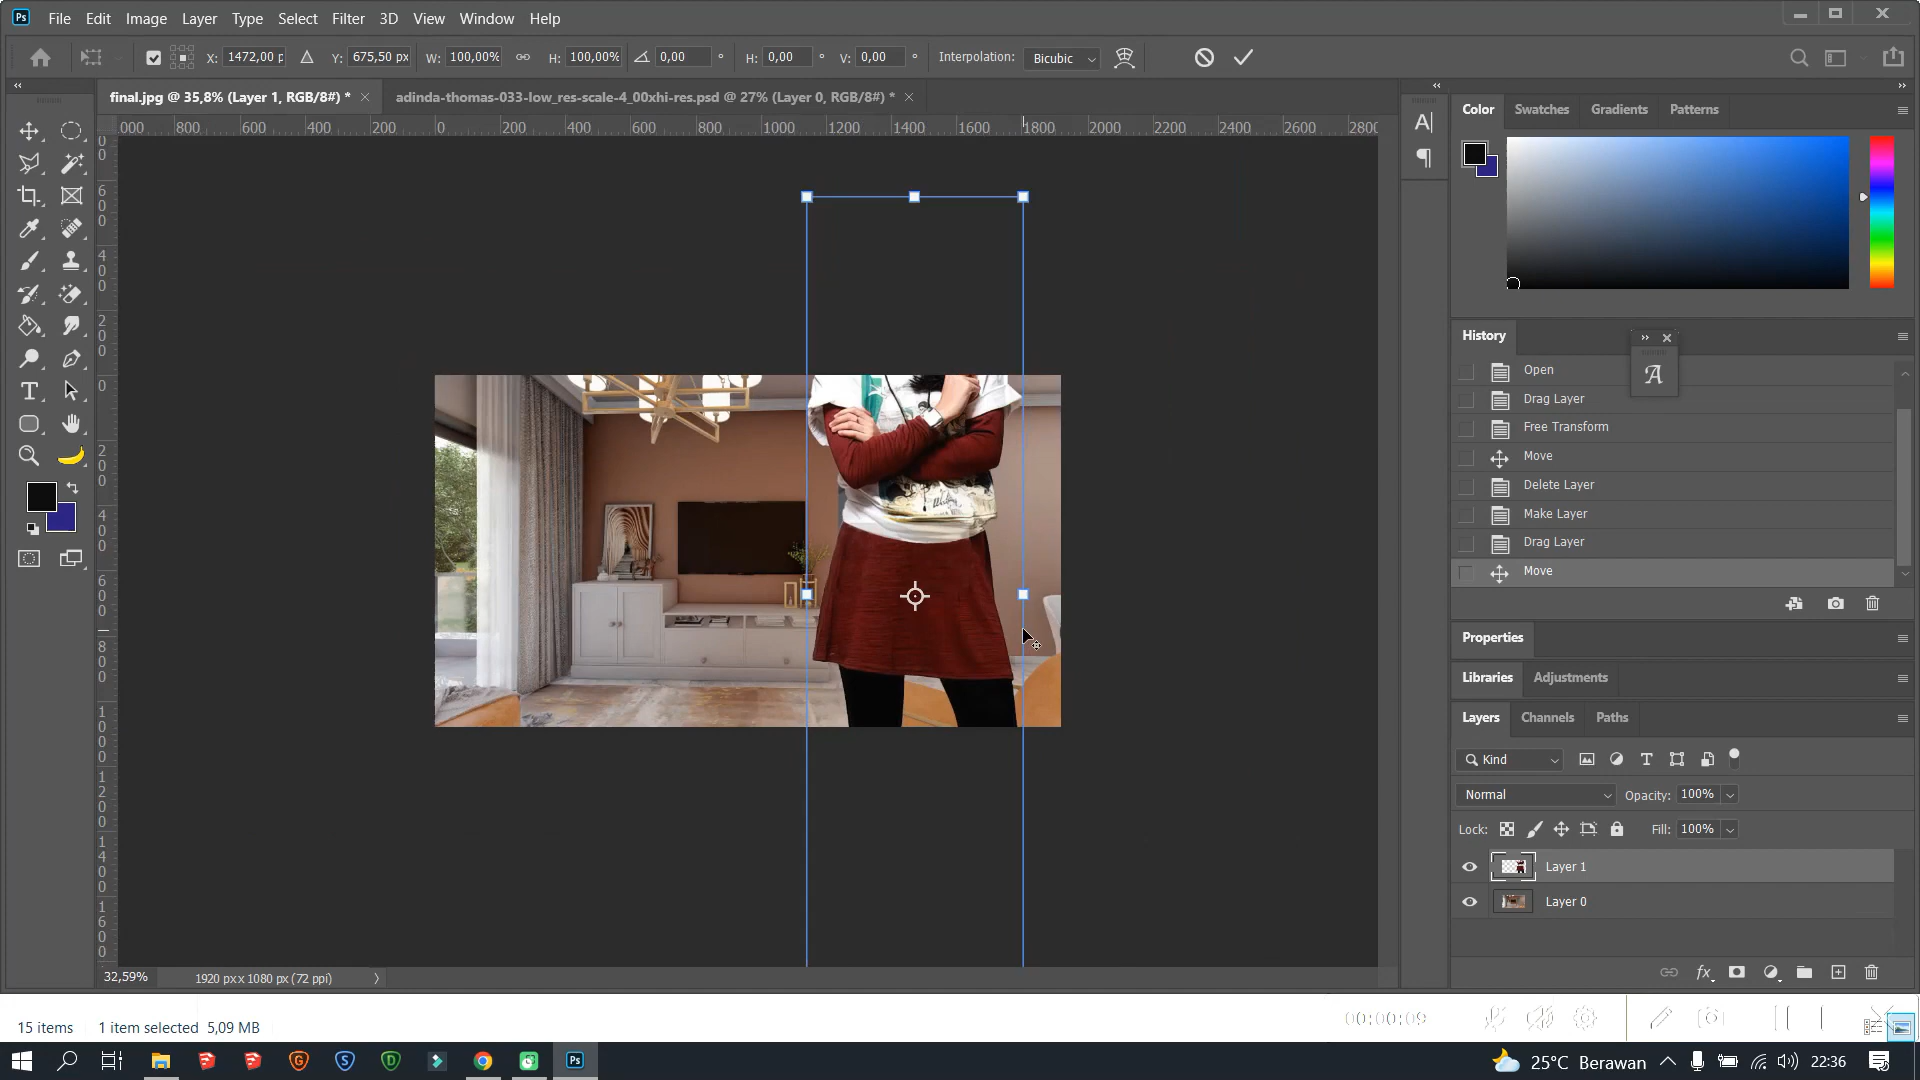 Ps File Edit Image Layer Type Select Filter 3D View Window Help
X: 1472,00 p Y: 675,50 px W: 100,00% H: 100,00% 0,00 ° H: 0,00 ° V: 0,00 ° Interpolation: Bicubic
final.jpg @ 35,8% (Layer 1, RGB/8#) * adinda-thomas-033-low_res-scale-4_00xhi-res.psd @ 27% (Layer 0, RGB/8#) *
000 800 600 400 200 0 200 400 600 800 1000 1200 1400 1600 1800 2000 2200 2400 2600 2800
Color Swatches Gradients Patterns
History
Open
Drag Layer
Free Transform
Move
Delete Layer
Make Layer
Drag Layer
Move
Properties
Libraries Adjustments
Layers Channels Paths
Kind
Normal Opacity: 100%
Lock: Fill: 100%
Layer 1
Layer 0
fx
32,59% 1920 px x 1080 px (72 ppi)
15 items 1 item selected 5,09 MB
00:00:09
25°C Berawan 22:36